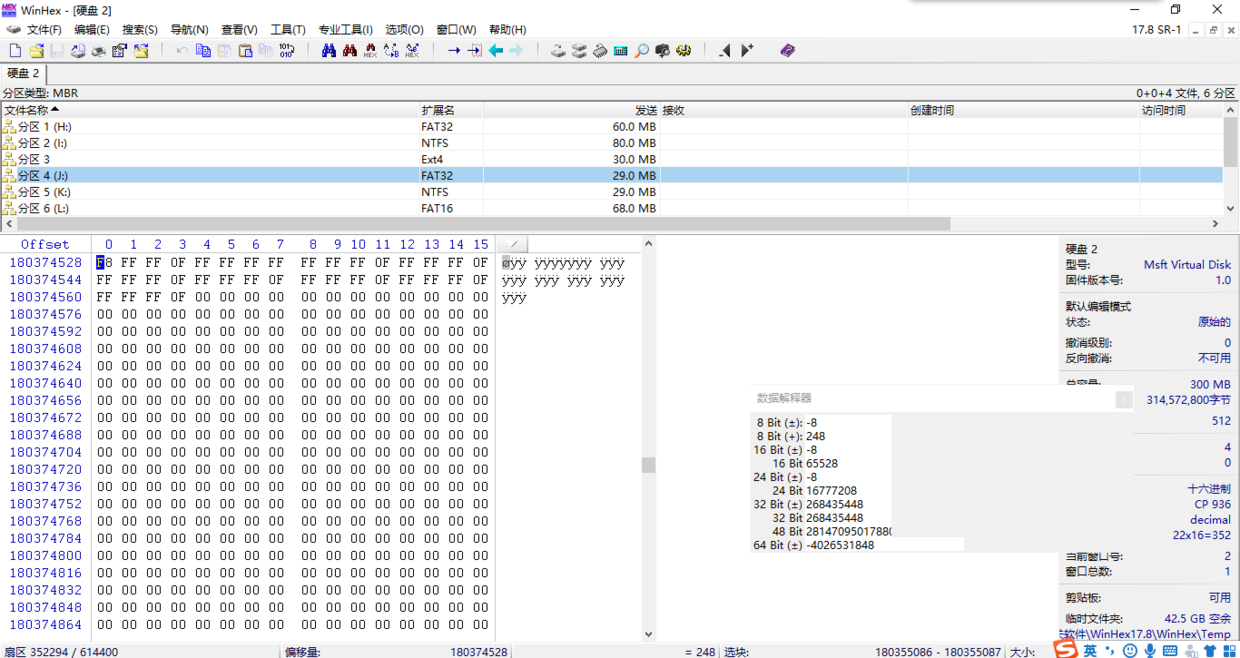 WinHex - [硬盘 2]
文件(F) 编辑(E) 搜索(S) 导航(N) 查看(V) 工具(T) 专业工具(I) 选项(O) 窗口(W) 帮助(H) 17.8 SR-1
硬盘 2
分区类型: MBR 0+0+4 文件, 6 分区
文件名称 扩展名 发送 接收 创建时间 访问时间
分区 1 (H:) FAT32 60.0 MB
分区 2 (I:) NTFS 80.0 MB
分区 3 Ext4 30.0 MB
分区 4 (J:) FAT32 29.0 MB
分区 5 (K:) NTFS 29.0 MB
分区 6 (L:) FAT16 68.0 MB
Offset 0 1 2 3 4 5 6 7 8 9 10 11 12 13 14 15
180374528 F8 FF FF 0F FF FF FF FF FF FF FF 0F FF FF FF 0F øÿÿ ÿÿÿÿÿÿÿ ÿÿÿ
180374544 FF FF FF 0F FF FF FF 0F FF FF FF 0F FF FF FF 0F ÿÿÿ ÿÿÿ ÿÿÿ ÿÿÿ
180374560 FF FF FF 0F 00 00 00 00 00 00 00 00 00 00 00 00 ÿÿÿ
180374576 00 00 00 00 00 00 00 00 00 00 00 00 00 00 00 00
180374592 00 00 00 00 00 00 00 00 00 00 00 00 00 00 00 00
180374608 00 00 00 00 00 00 00 00 00 00 00 00 00 00 00 00
180374624 00 00 00 00 00 00 00 00 00 00 00 00 00 00 00 00
180374640 00 00 00 00 00 00 00 00 00 00 00 00 00 00 00 00
180374656 00 00 00 00 00 00 00 00 00 00 00 00 00 00 00 00
180374672 00 00 00 00 00 00 00 00 00 00 00 00 00 00 00 00
180374688 00 00 00 00 00 00 00 00 00 00 00 00 00 00 00 00
180374704 00 00 00 00 00 00 00 00 00 00 00 00 00 00 00 00
180374720 00 00 00 00 00 00 00 00 00 00 00 00 00 00 00 00
180374736 00 00 00 00 00 00 00 00 00 00 00 00 00 00 00 00
180374752 00 00 00 00 00 00 00 00 00 00 00 00 00 00 00 00
180374768 00 00 00 00 00 00 00 00 00 00 00 00 00 00 00 00
180374784 00 00 00 00 00 00 00 00 00 00 00 00 00 00 00 00
180374800 00 00 00 00 00 00 00 00 00 00 00 00 00 00 00 00
180374816 00 00 00 00 00 00 00 00 00 00 00 00 00 00 00 00
180374832 00 00 00 00 00 00 00 00 00 00 00 00 00 00 00 00
180374848 00 00 00 00 00 00 00 00 00 00 00 00 00 00 00 00
180374864 00 00 00 00 00 00 00 00 00 00 00 00 00 00 00 00
数据解释器
8 Bit (±): -8
8 Bit (+): 248
16 Bit (±) -8
16 Bit 65528
24 Bit (±) -8
24 Bit 16777208
32 Bit (±) 268435448
32 Bit 268435448
48 Bit 281470950178808
64 Bit (±) -4026531848
硬盘 2
型号: Msft Virtual Disk
固件版本号: 1.0
默认编辑模式
状态: 原始的
撤消级别: 0
反向撤消: 不可用
总容量: 300 MB
314,572,800字节
512
4
0
十六进制
CP 936
decimal
22x16=352
当前窗口号: 2
窗口总数: 1
剪贴板: 可用
临时文件夹: 42.5 GB 空余
软件\WinHex17.8\WinHex\Temp
扇区 352294 / 614400 偏移量: 180374528 = 248 选块: 180355086 - 180355087 大小:
S 英